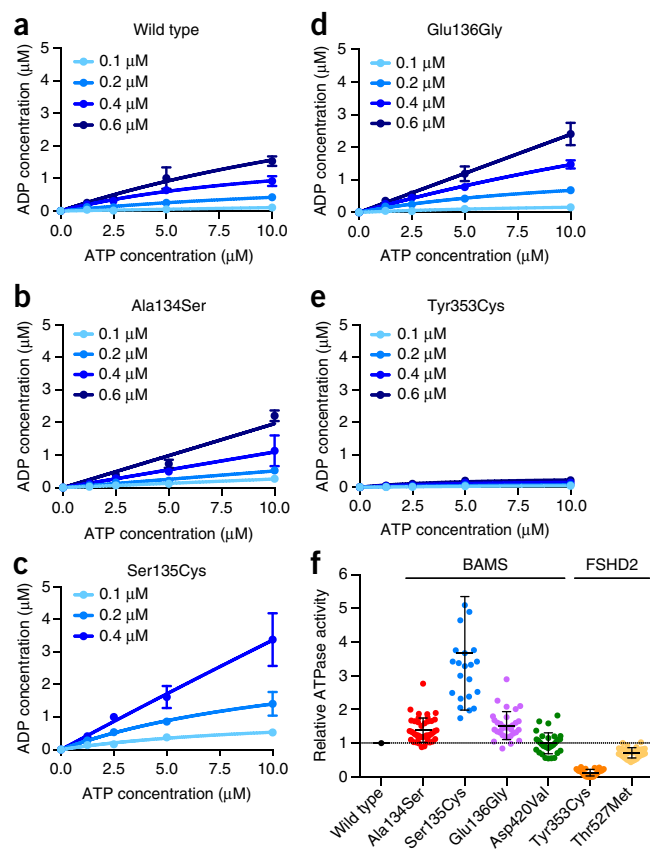 a
Wild type
ADP concentration (μM)
5
4
3
2
1
0
0.1 μM
0.2 μM
0.4 μM
0.6 μM
0.0 2.5 5.0 7.5 10.0
ATP concentration (μM)
b
Ala134Ser
ADP concentration (μM)
5
4
3
2
1
0
0.1 μM
0.2 μM
0.4 μM
0.6 μM
0.0 2.5 5.0 7.5 10.0
ATP concentration (μM)
c
Ser135Cys
ADP concentration (μM)
5
4
3
2
1
0
0.1 μM
0.2 μM
0.4 μM
0.0 2.5 5.0 7.5 10.0
ATP concentration (μM)
d
Glu136Gly
ADP concentration (μM)
5
4
3
2
1
0
0.1 μM
0.2 μM
0.4 μM
0.6 μM
0.0 2.5 5.0 7.5 10.0
ATP concentration (μM)
e
Tyr353Cys
ADP concentration (μM)
5
4
3
2
1
0
0.1 μM
0.2 μM
0.4 μM
0.6 μM
0.0 2.5 5.0 7.5 10.0
ATP concentration (μM)
f
BAMS FSHD2
Relative ATPase activity
6
5
4
3
2
1
0
Wild type
Ala134Ser
Ser135Cys
Glu136Gly
Asp420Val
Tyr353Cys
Thr527Met